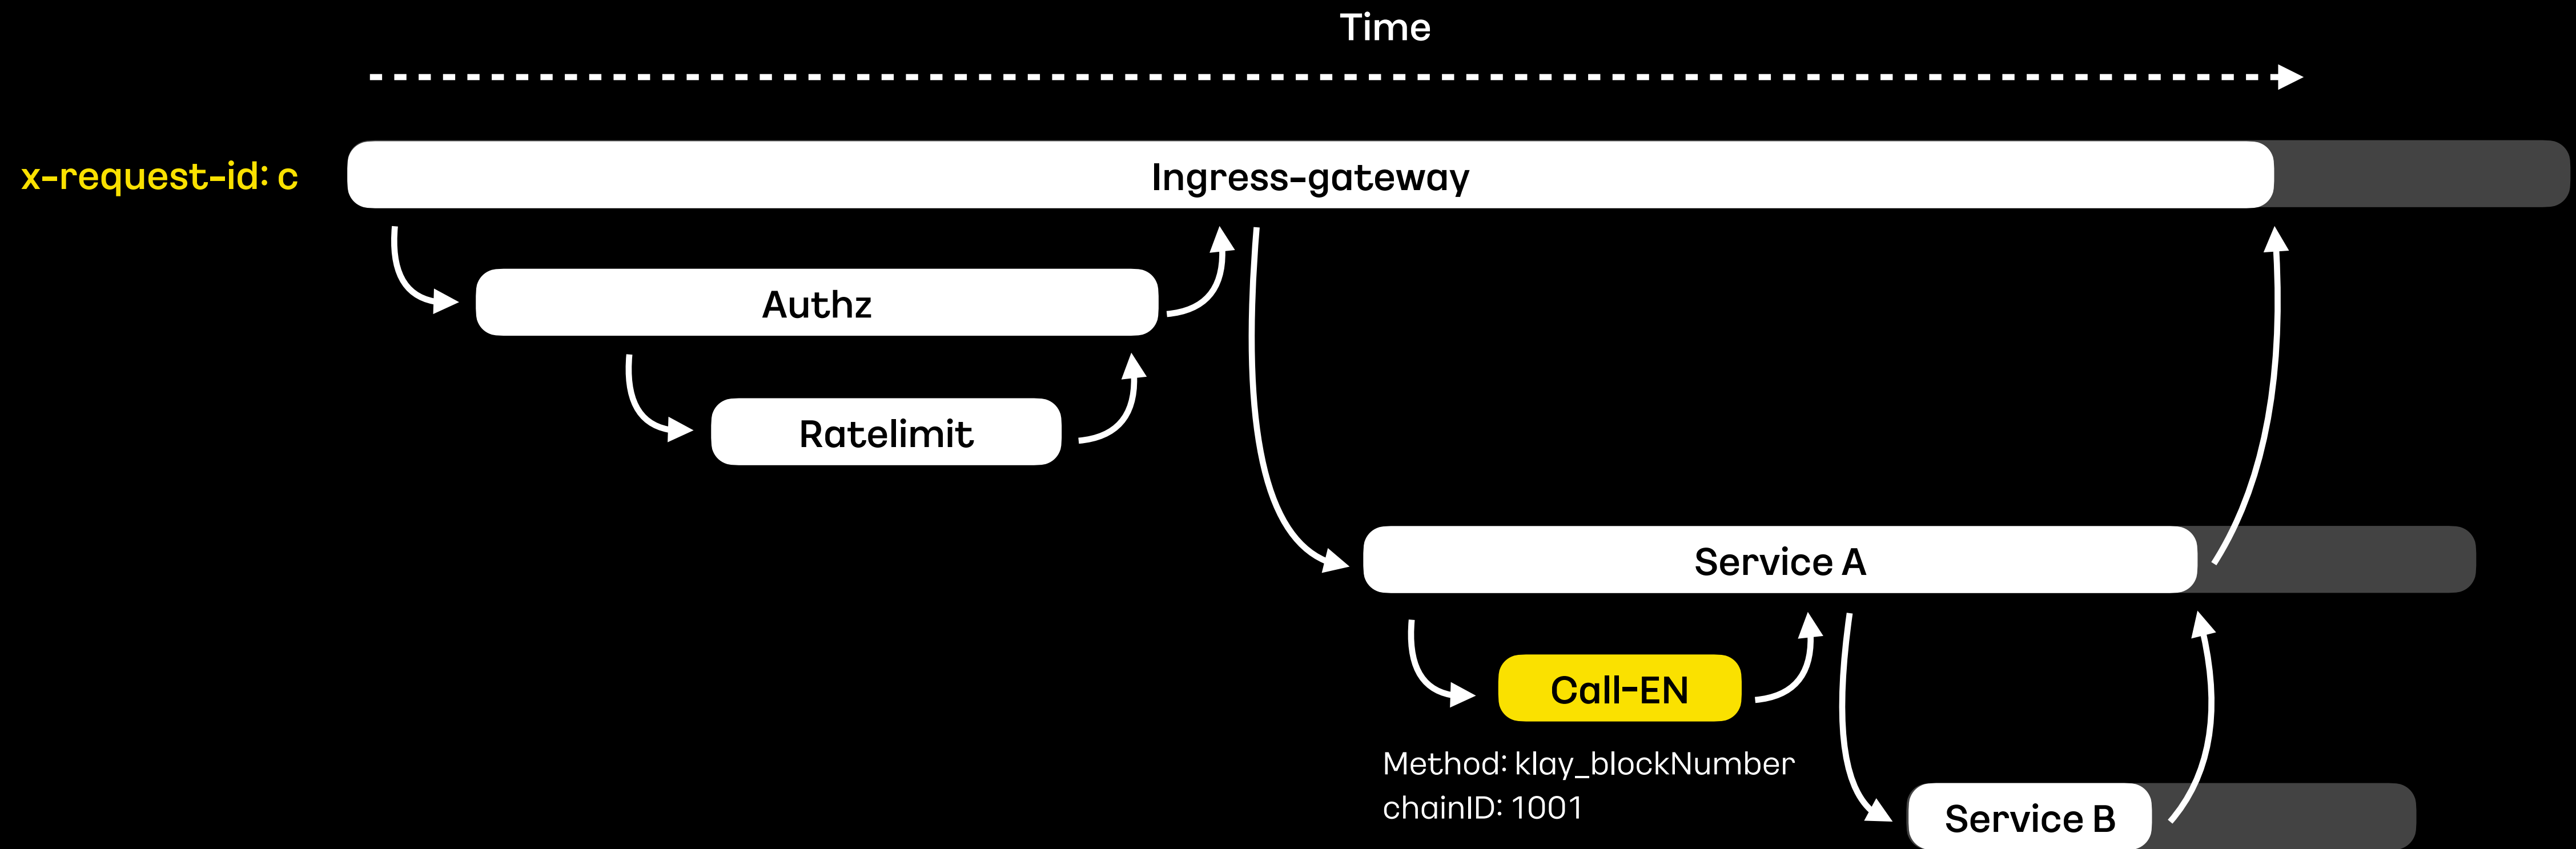 Time
x-request-id: c
Ingress-gateway
Authz
Ratelimit
Service A
Call-EN
Method: klay_blockNumber
chainID: 1001
Service B